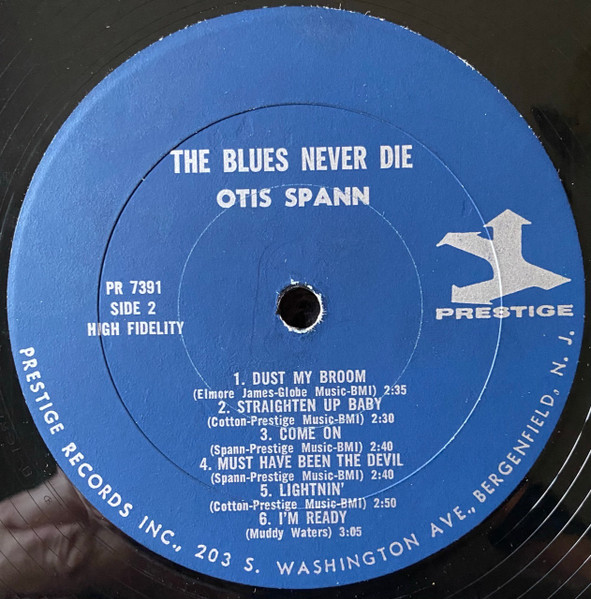 THE BLUES NEVER DIE
OTIS SPANN
PR 7391
SIDE 2
HIGH FIDELITY
PRESTIGE
1. DUST MY BROOM
(Elmore James-Globe Music-BMI) 2:35
2. STRAIGHTEN UP BABY
(Cotton-Prestige Music-BMI) 2:30
3. COME ON
(Spann-Prestige Music-BMI) 2:40
4. MUST HAVE BEEN THE DEVIL
(Spann-Prestige Music-BMI) 2:40
5. LIGHTNIN'
(Cotton-Prestige Music-BMI) 2:50
6. I'M READY
(Muddy Waters) 3:05
PRESTIGE RECORDS INC., 203 S. WASHINGTON AVE., BERGENFIELD, N. J.